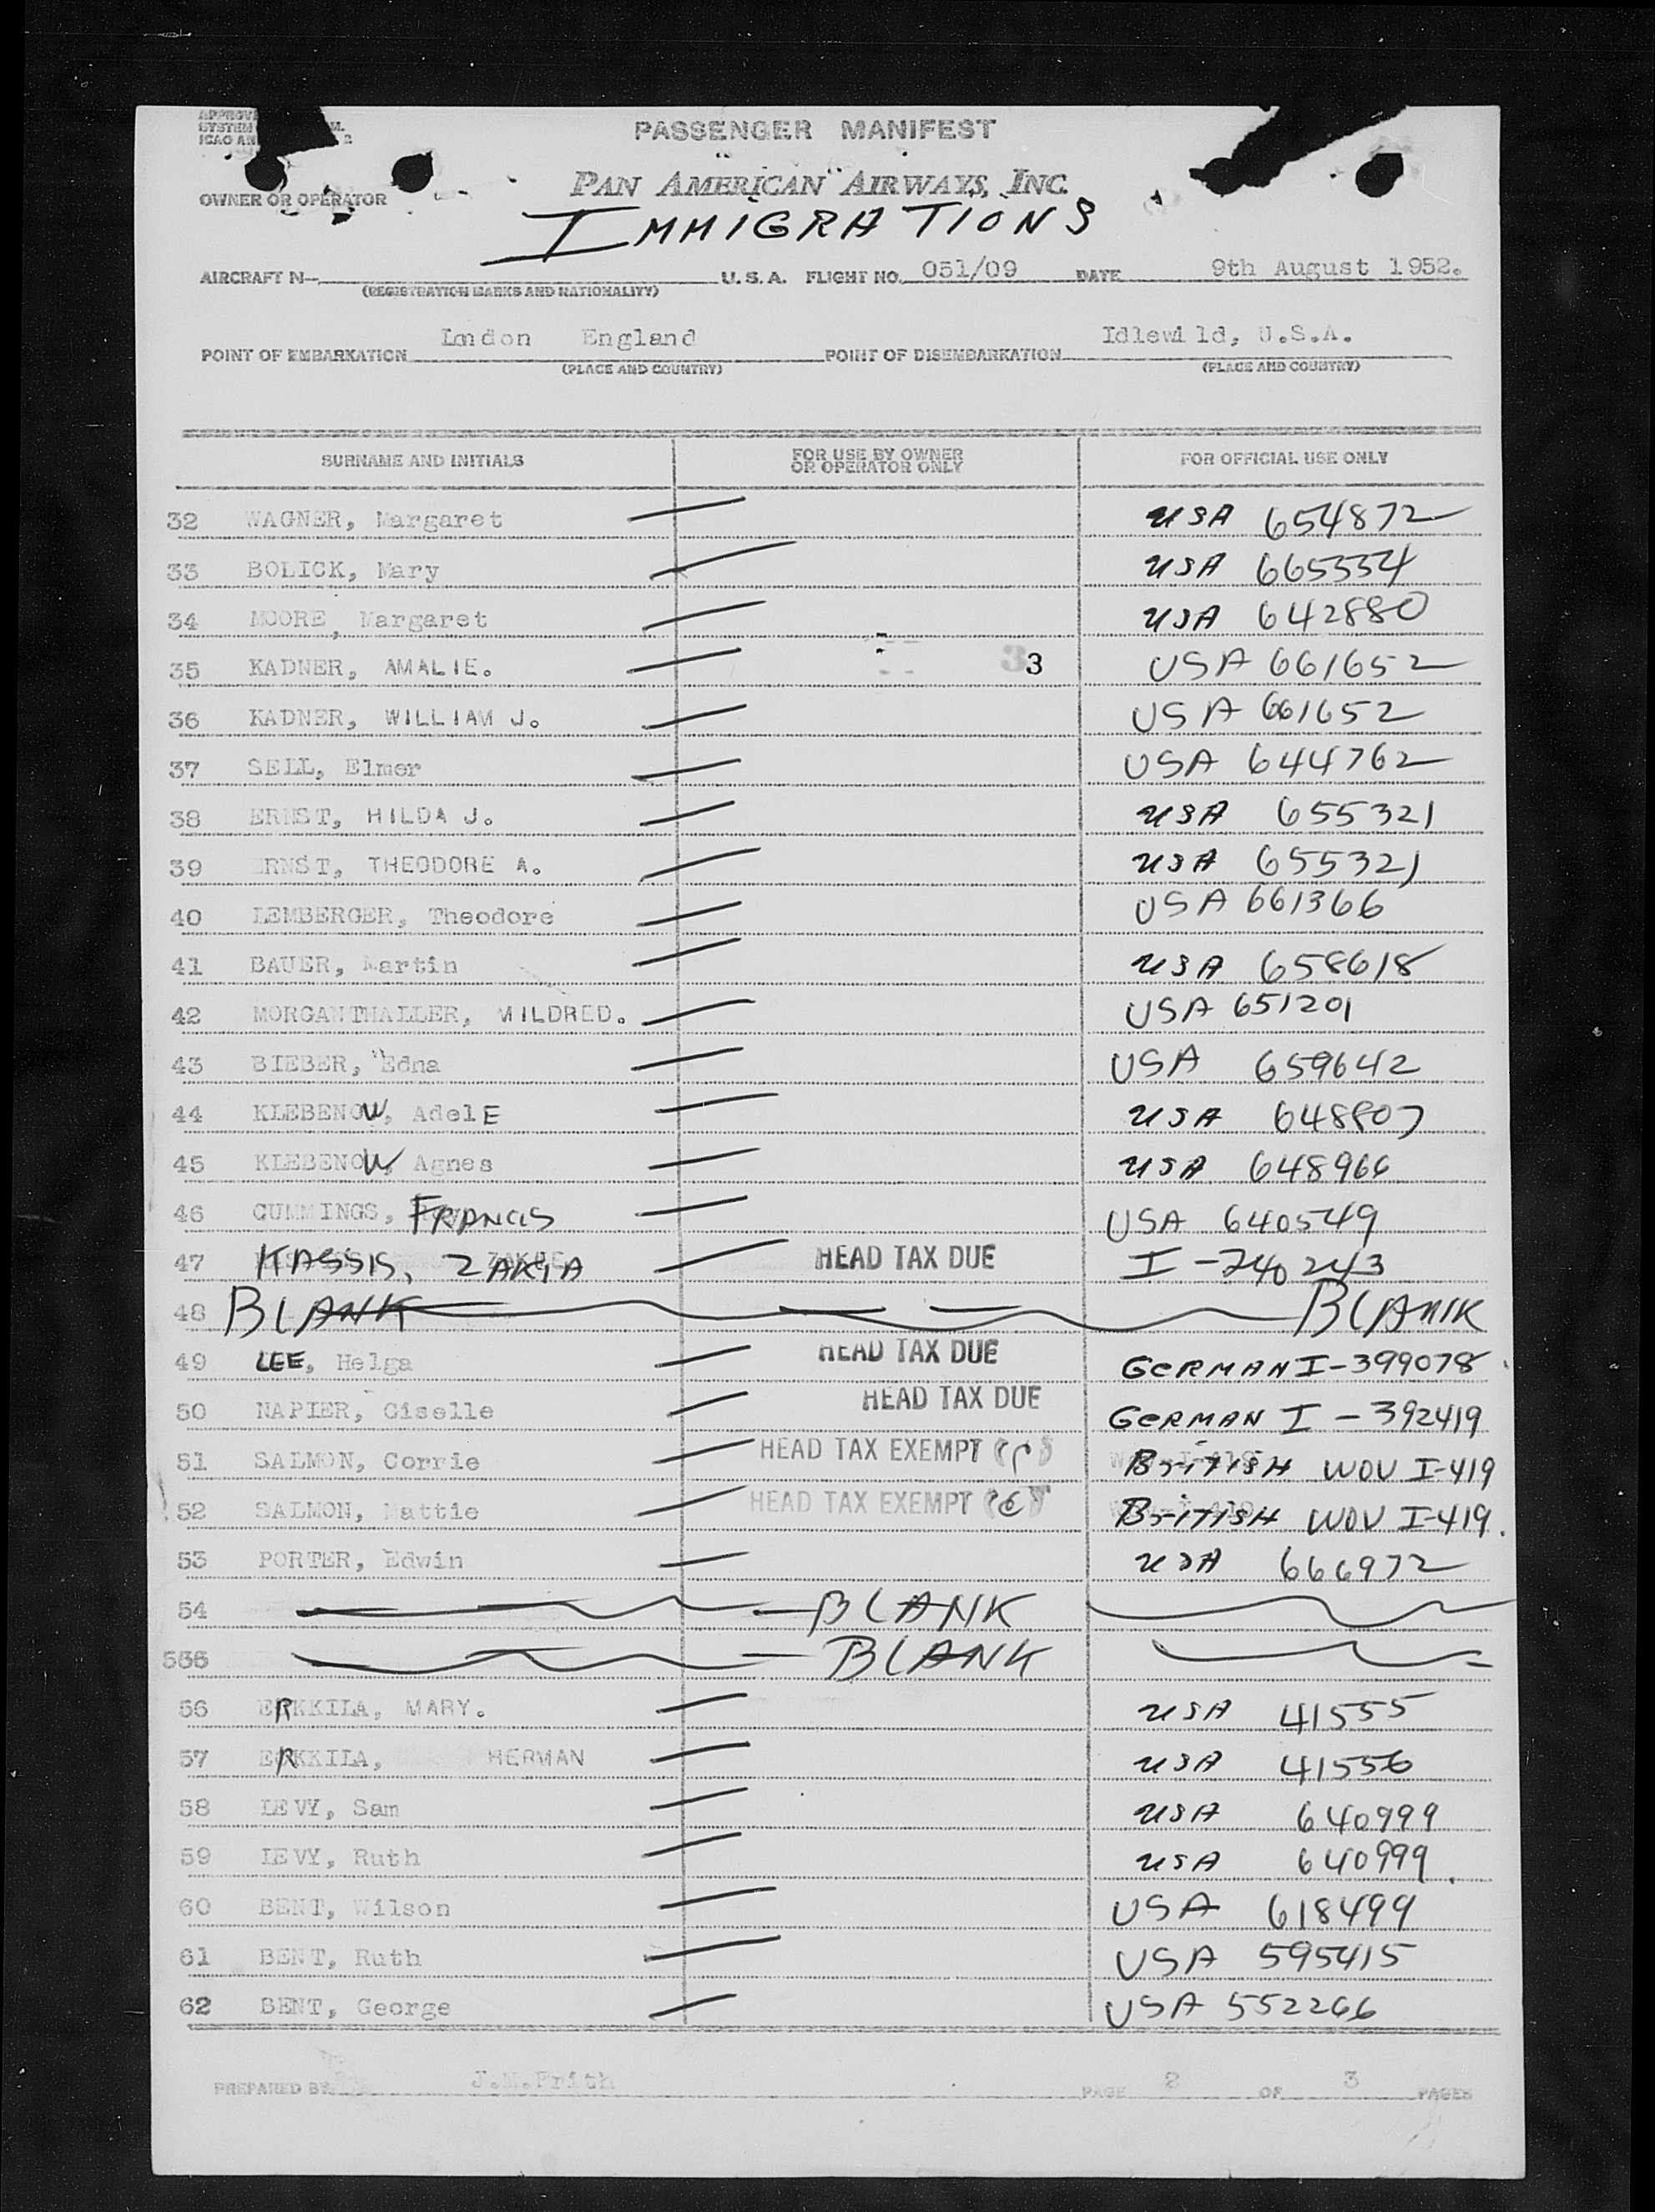 PASSENGER MANIFEST
OWNER OR OPERATOR PAN AMERICAN AIRWAYS, INC.
IMMIGRATIONS
AIRCRAFT N- U. S. A. FLIGHT NO. 051/09 DATE 9th August 1952.
(REGISTRATION MARKS AND NATIONALITY)
POINT OF EMBARKATION Lmdon England POINT OF DISEMBARKATION Idlewild, U.S.A.
(PLACE AND COUNTRY) (PLACE AND COUNTRY)
SURNAME AND INITIALS FOR USE BY OWNER OR OPERATOR ONLY FOR OFFICIAL USE ONLY
32 WAGNER, Margaret USA 654872
33 BOLICK, Mary USA 665334
34 MOORE, Margaret USA 642880
35 KADNER, AMALIE. 33 USA 661652
36 KADNER, WILLIAM J. USA 661652
37 SELL, Elmer USA 644762
38 ERNST, HILDA J. USA 655321
39 ERNST, THEODORE A. USA 655321
40 LEMBERGER, Theodore USA 661366
41 BAUER, Martin USA 658618
42 MORGANTHALLER, MILDRED. USA 651201
43 BIEBER, Edna USA 659642
44 KLEBENOW, AdelE USA 648807
45 KLEBENOW, Agnes USA 648966
46 CUMMINGS, FRANCIS USA 640549
47 KASSIS, ZAKIA HEAD TAX DUE I-740243
48 BLANK BLANK
49 LEE, Helga HEAD TAX DUE GERMAN I-399078
50 NAPIER, Giselle HEAD TAX DUE GERMAN I-392419
51 SALMON, Corrie HEAD TAX EXEMPT BritisH WOV I-419
52 SALMON, Mattie HEAD TAX EXEMPT BritisH WOV I-419.
53 PORTER, Edwin USA 666972
54 BLANK
555 BLANK
56 ERKKILA, MARY. USA 41555
57 ERKKILA, HERMAN USA 41556
58 LEVY, Sam USA 640999
59 LEVY, Ruth USA 640999.
60 BENT, Wilson USA 618499
61 BENT, Ruth USA 595415
62 BENT, George USA 552266
PREPARED BY J.M.Frith PAGE 2 OF 3 PAGES